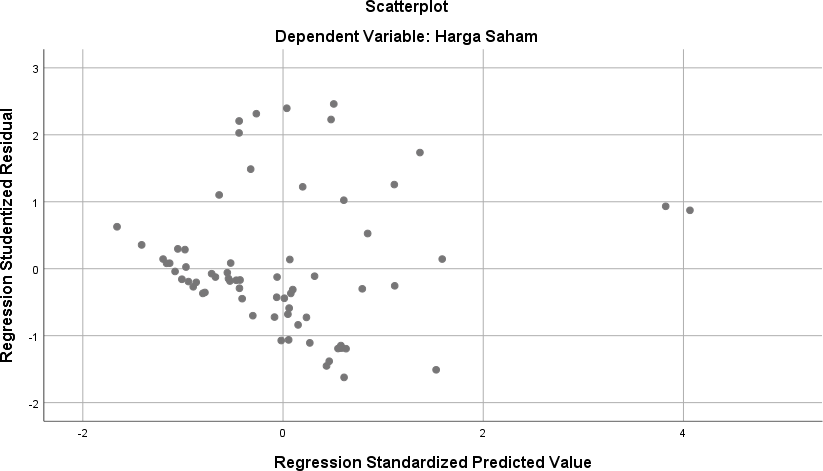 Scatterplot
Dependent Variable: Harga Saham
Regression Studentized Residual
3
2
1
0
-1
-2
-2
0
2
4
Regression Standardized Predicted Value